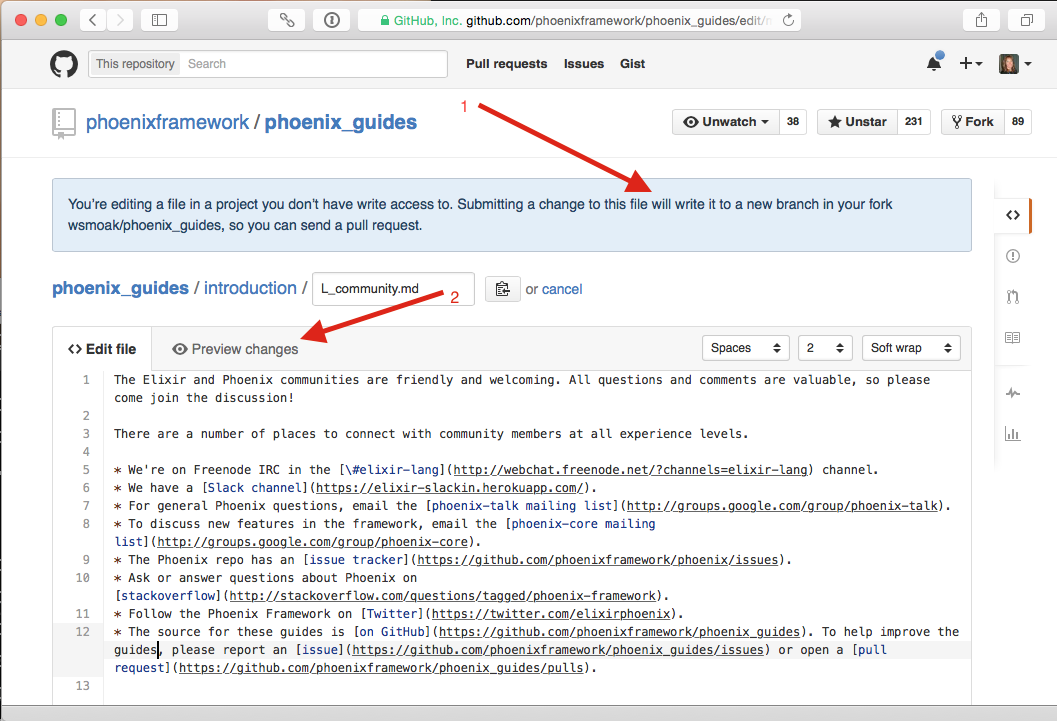 GitHub, Inc. github.com/phoenixframework/phoenix_guides/edit/
This repository Search Pull requests Issues Gist
1
phoenixframework / phoenix_guides Unwatch 38 Unstar 231 Fork 89
You're editing a file in a project you don't have write access to. Submitting a change to this file will write it to a new branch in your fork
wsmoak/phoenix_guides, so you can send a pull request.
phoenix_guides / introduction / L_community.md 2 or cancel
<> Edit file Preview changes Spaces 2 Soft wrap
1 The Elixir and Phoenix communities are friendly and welcoming. All questions and comments are valuable, so please
come join the discussion!
2
3 There are a number of places to connect with community members at all experience levels.
4
5 * We're on Freenode IRC in the [\#elixir-lang](http://webchat.freenode.net/?channels=elixir-lang) channel.
6 * We have a [Slack channel](https://elixir-slackin.herokuapp.com/).
7 * For general Phoenix questions, email the [phoenix-talk mailing list](http://groups.google.com/group/phoenix-talk).
8 * To discuss new features in the framework, email the [phoenix-core mailing
list](http://groups.google.com/group/phoenix-core).
9 * The Phoenix repo has an [issue tracker](https://github.com/phoenixframework/phoenix/issues).
10 * Ask or answer questions about Phoenix on
[stackoverflow](http://stackoverflow.com/questions/tagged/phoenix-framework).
11 * Follow the Phoenix Framework on [Twitter](https://twitter.com/elixirphoenix).
12 * The source for these guides is [on GitHub](https://github.com/phoenixframework/phoenix_guides). To help improve the
guides, please report an [issue](https://github.com/phoenixframework/phoenix_guides/issues) or open a [pull
request](https://github.com/phoenixframework/phoenix_guides/pulls).
13